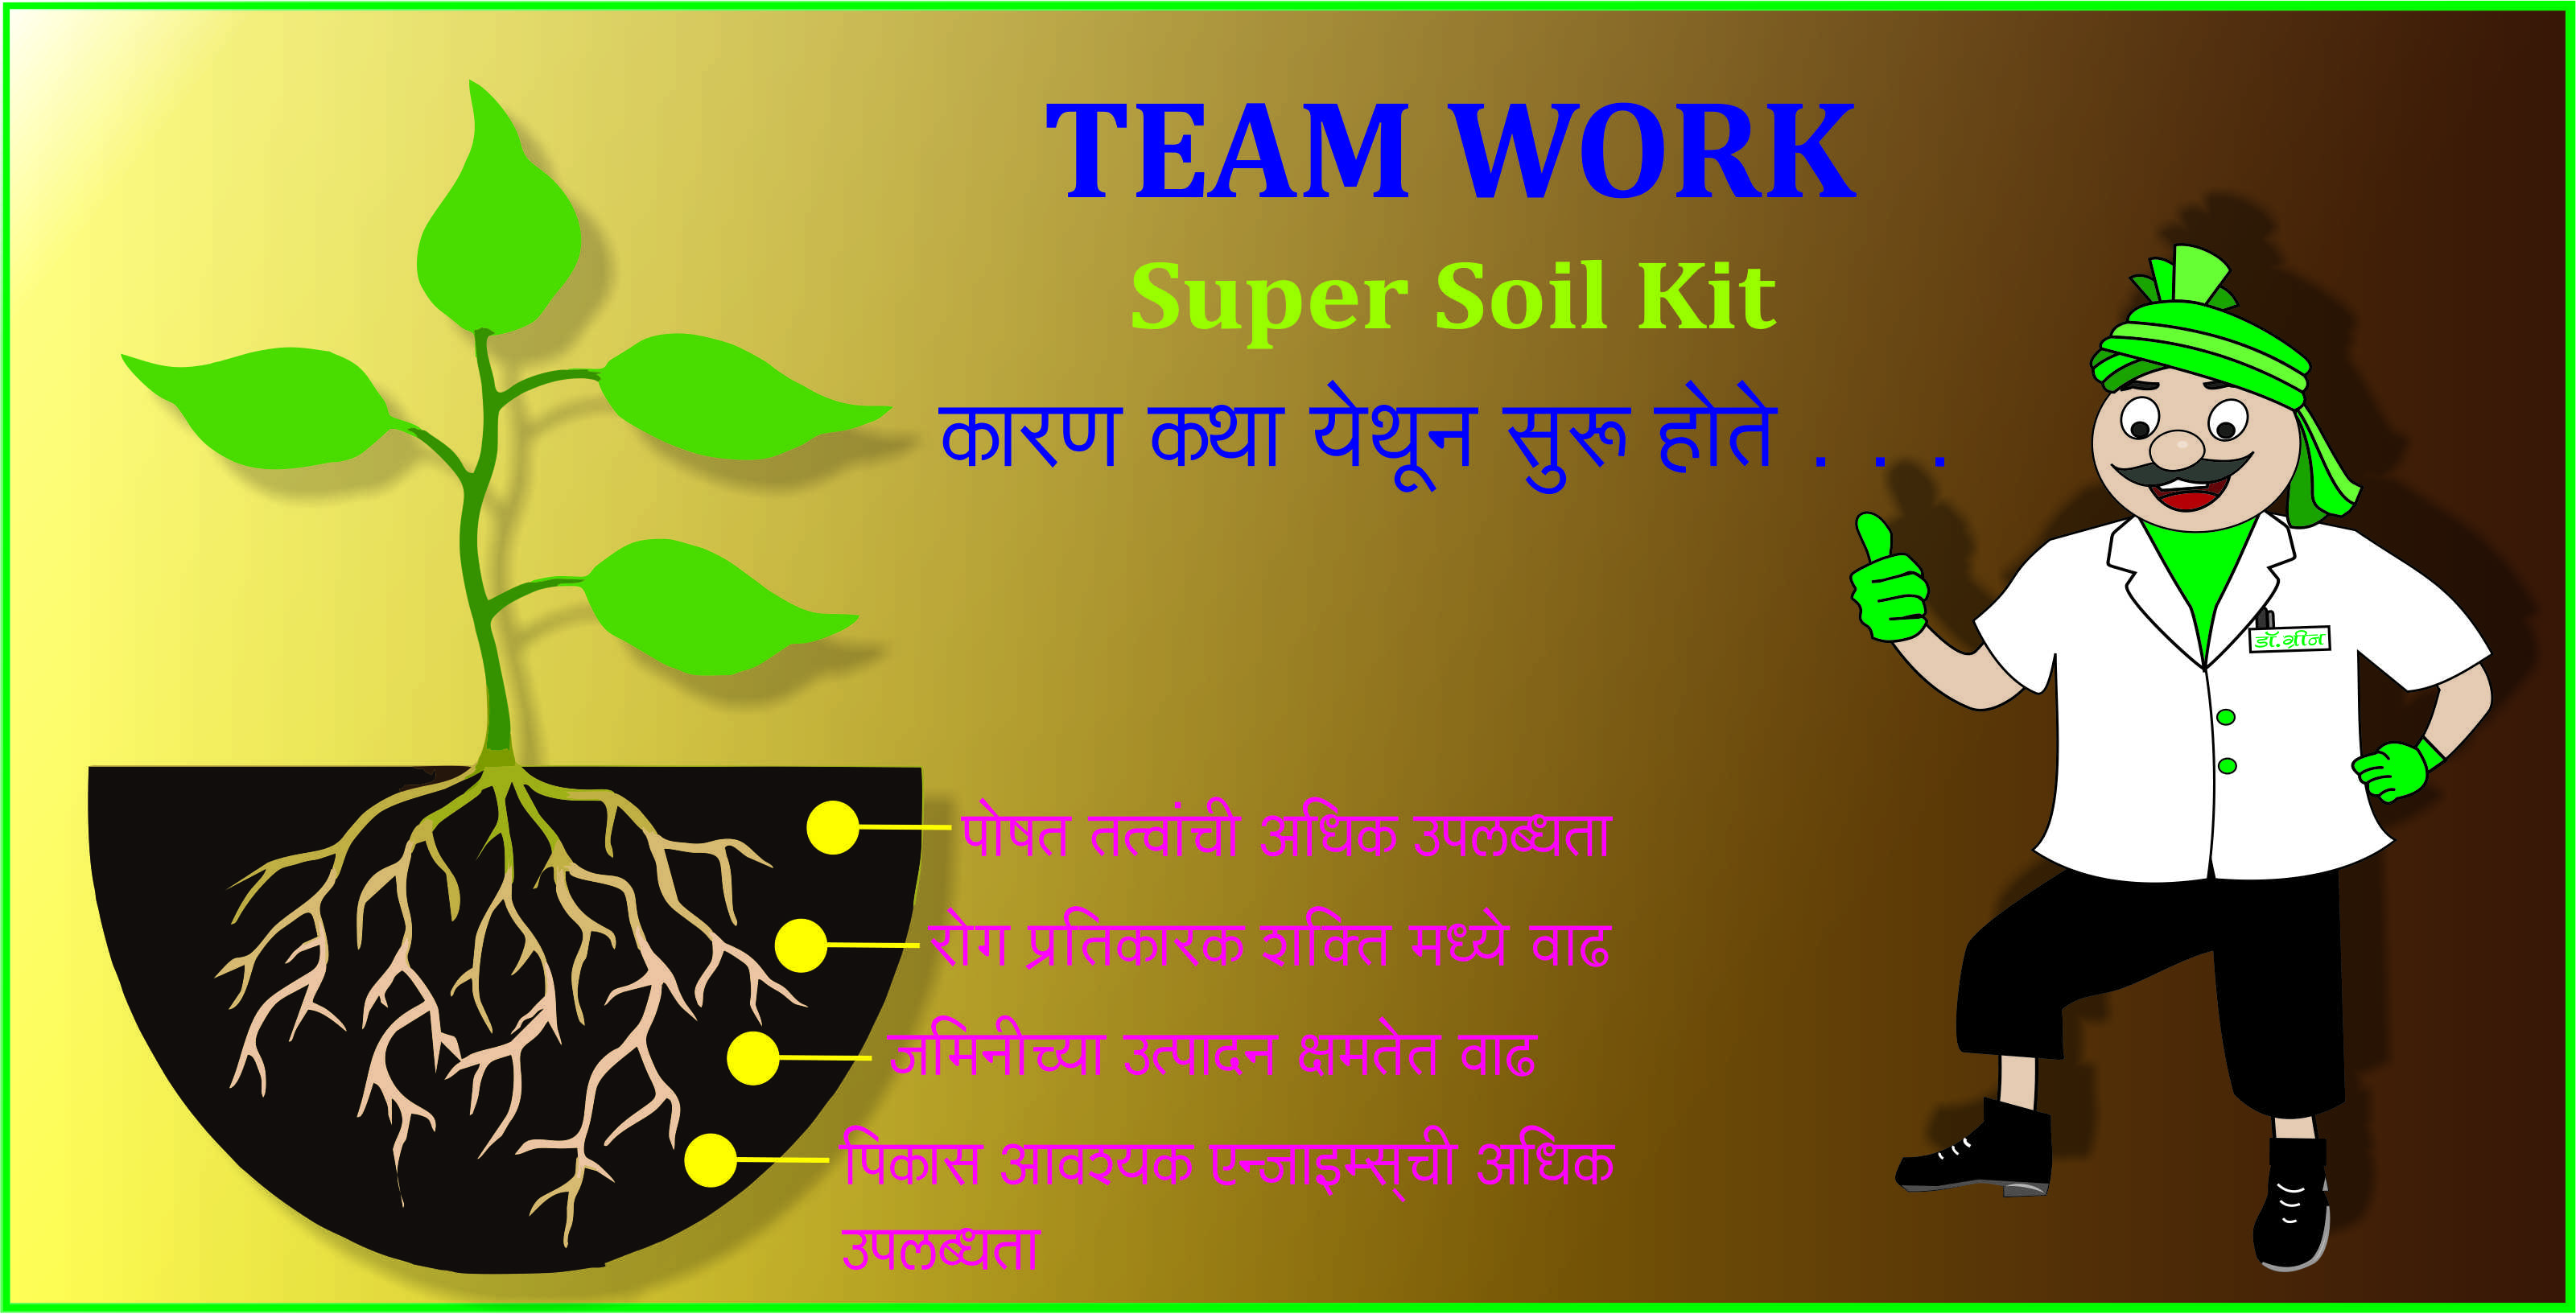 TEAM WORK
Super Soil Kit
कारण कथा येथून सुरू होते . . .
डॉ. ग्रीन
पोषत तत्वांची अधिक उपलब्धता
रोग प्रतिकारक शक्ति मध्ये वाढ
जमिनीच्या उत्पादन क्षमतेत वाढ
पिकास आवश्यक एन्जाइम्स्‌ची अधिक
उपलब्धता